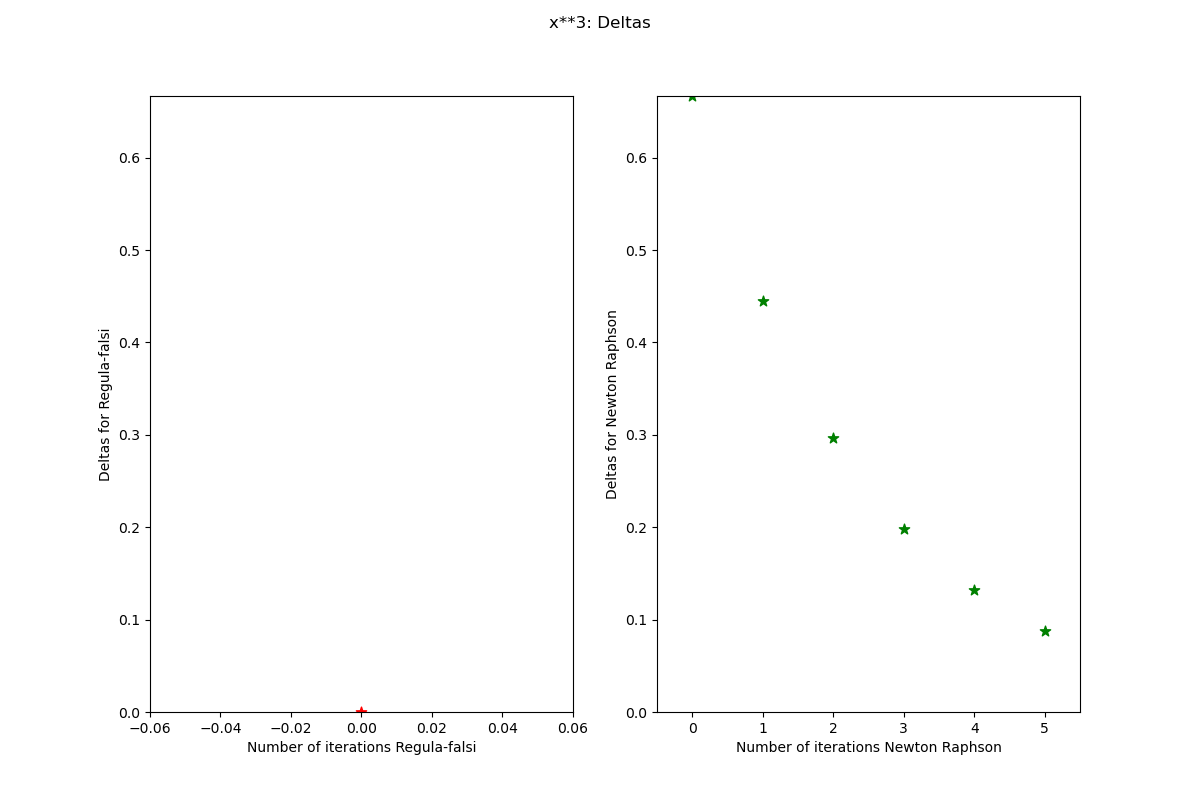 x**3: Deltas
0.6
0.5
0.4
0.3
0.2
0.1
0.0
Deltas for Regula-falsi
−0.06 −0.04 −0.02 0.00 0.02 0.04 0.06
Number of iterations Regula-falsi
0.6
0.5
0.4
0.3
0.2
0.1
0.0
Deltas for Newton Raphson
0 1 2 3 4 5
Number of iterations Newton Raphson